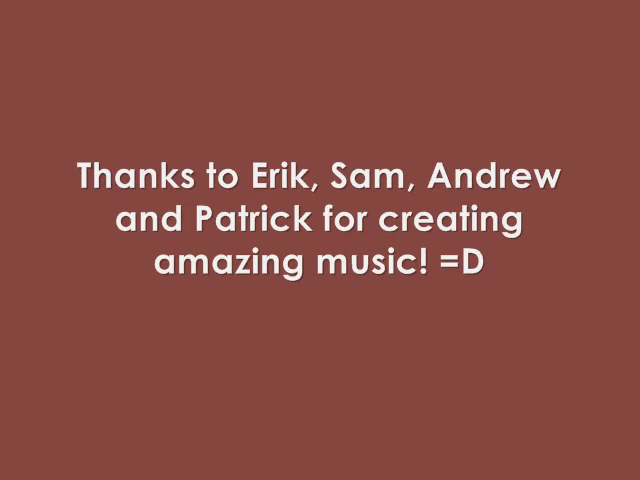 Thanks to Erik, Sam, Andrew
and Patrick for creating
amazing music! =D